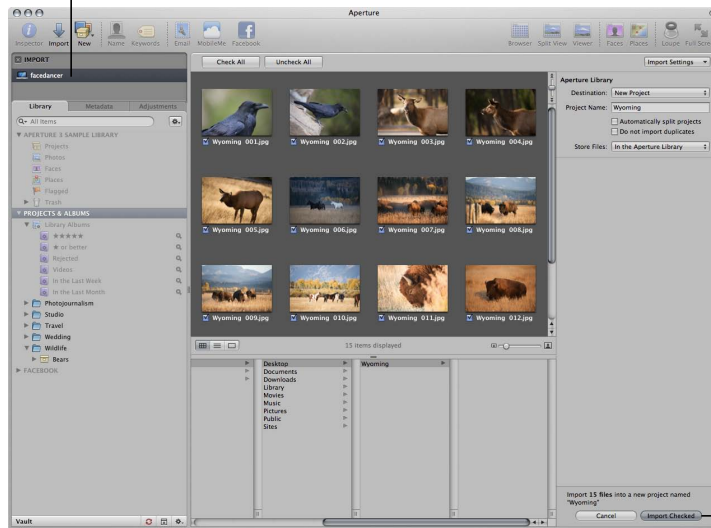 Aperture
Inspector Import New Name Keywords Email MobileMe Facebook Browser Split View Viewer Faces Places Loupe Full Scre
IMPORT
facedancer
Library Metadata Adjustments
All Items
APERTURE 3 SAMPLE LIBRARY
Projects
Photos
Faces
Places
Flagged
Trash
PROJECTS & ALBUMS
Library Albums
★★★★★
★ or better
Rejected
Videos
In the Last Week
In the Last Month
Photojournalism
Studio
Travel
Wedding
Wildlife
Bears
FACEBOOK
Vault
Check All Uncheck All
Wyoming 001.jpg Wyoming 002.jpg Wyoming 003.jpg Wyoming 004.jpg
Wyoming 005.jpg Wyoming 006.jpg Wyoming 007.jpg Wyoming 008.jpg
Wyoming 009.jpg Wyoming 010.jpg Wyoming 011.jpg Wyoming 012.jpg
15 items displayed
Desktop
Documents
Downloads
Library
Movies
Music
Pictures
Public
Sites
Wyoming
Import Settings
Aperture Library
Destination: New Project
Project Name: Wyoming
Automatically split projects
Do not import duplicates
Store Files: In the Aperture Library
Import 15 files into a new project named
"Wyoming"
Cancel Import Checked